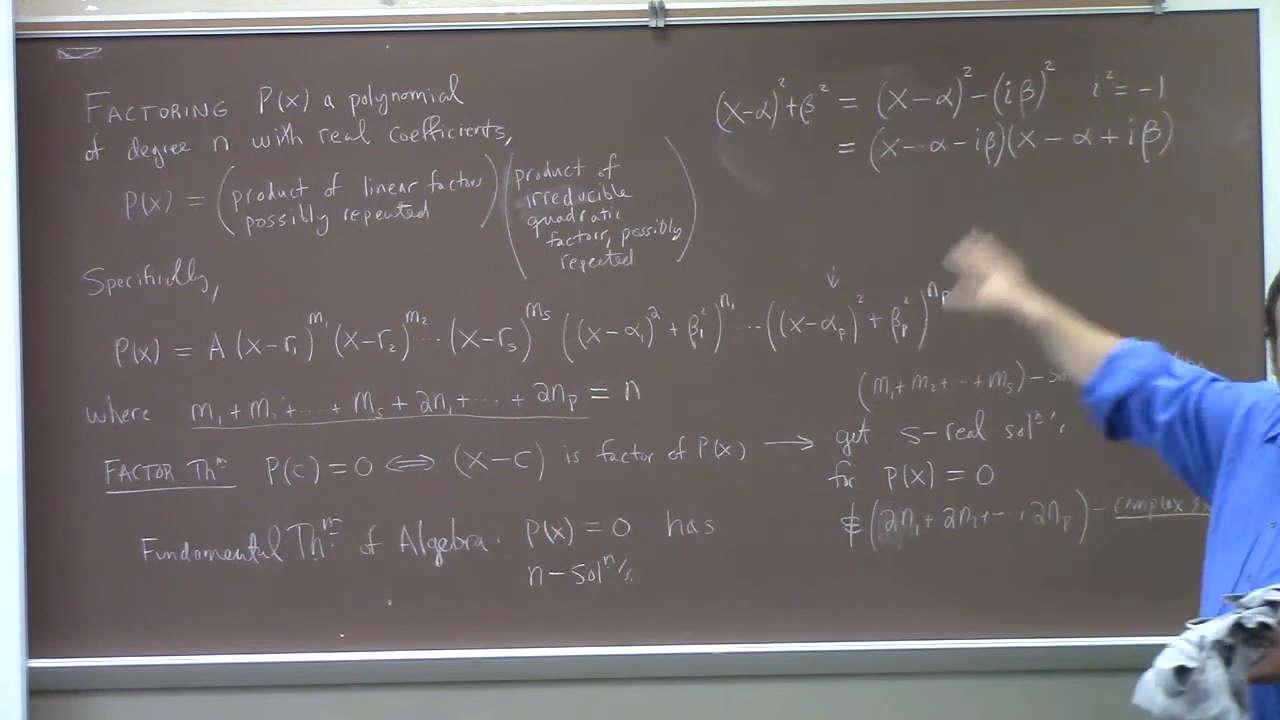 FACTORING P(x) a polynomial
of degree n with real coefficients,
P(x) = (product of linear factors possibly repeated)(product of irreducible quadratic factors, possibly repeated)
Specifically,
P(x) = A(x-r₁)^m₁ (x-r₂)^m₂ ... (x-rₛ)^mₛ ((x-α₁)² + β₁²)^n₁ ... ((x-αₚ)² + βₚ²)^nₚ
where m₁ + m₂ + ... + mₛ + 2n₁ + ... + 2nₚ = n
FACTOR Thᵐ P(c) = 0 ⟺ (x-c) is factor of P(x) →
Fundamental Thᵐ of Algebra. P(x) = 0 has
n-solⁿ/s.
(x-α)² + β² = (x-α)² - (iβ)² i² = -1
= (x-α-iβ)(x-α+iβ)
↓
(m₁ + m₂ + ... + mₛ) -
get s-real solⁿ's
for P(x) = 0
& (2n₁ + 2n₂ + ... + 2nₚ) - complex